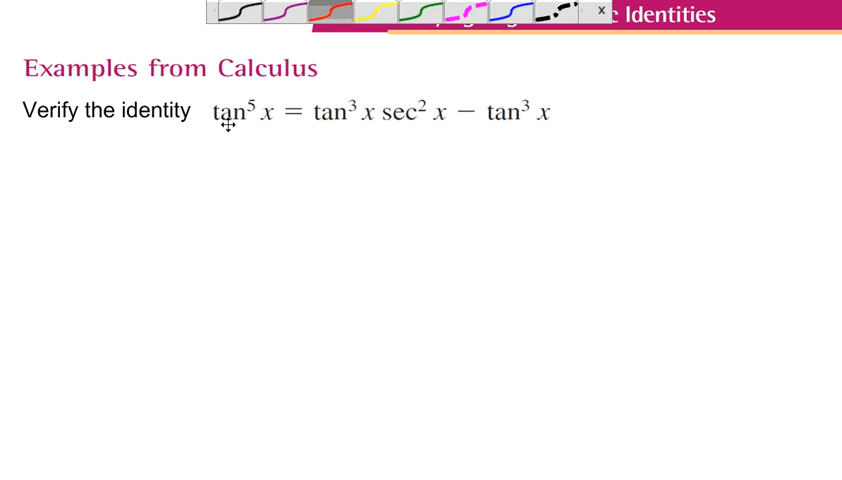 x
Identities
Examples from Calculus
Verify the identity tan⁵ x = tan³ x sec² x − tan³ x